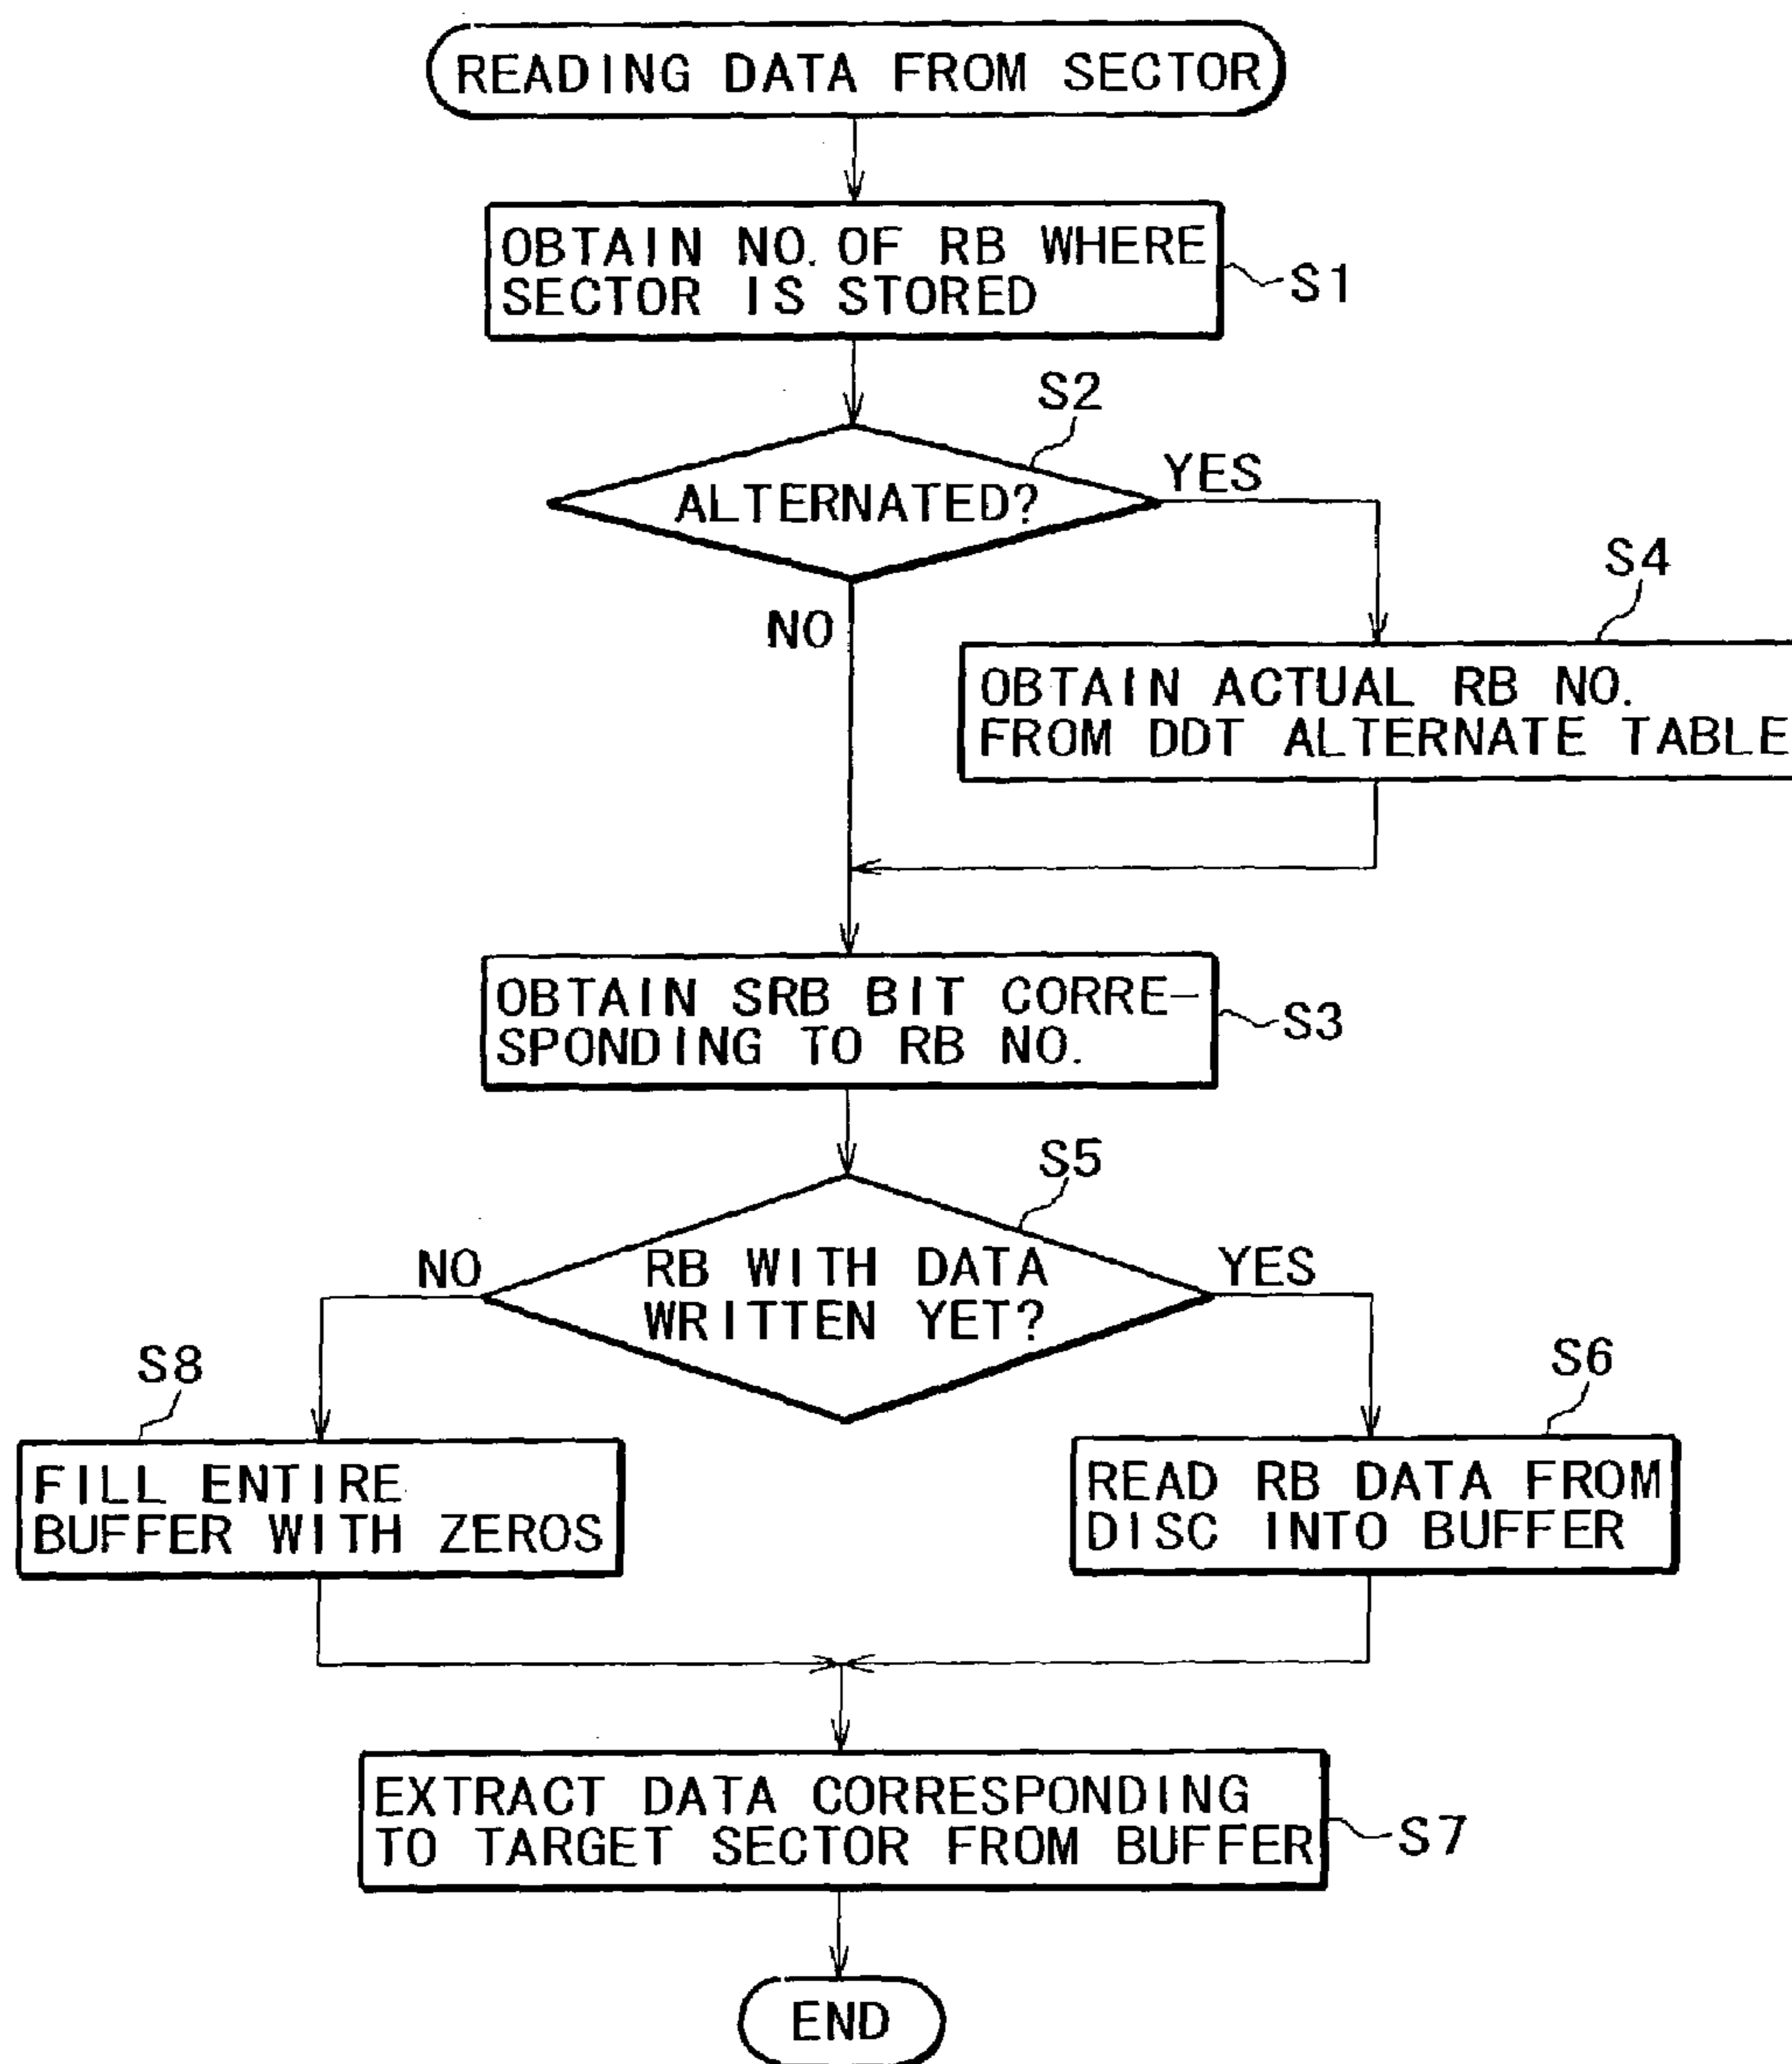 READING DATA FROM SECTOR
OBTAIN NO. OF RB WHERE
SECTOR IS STORED
S1
S2
ALTERNATED?
YES
NO
S4
OBTAIN ACTUAL RB NO.
FROM DDT ALTERNATE TABLE
OBTAIN SRB BIT CORRE-
SPONDING TO RB NO.
S3
S5
RB WITH DATA
WRITTEN YET?
NO
YES
S8
FILL ENTIRE
BUFFER WITH ZEROS
S6
READ RB DATA FROM
DISC INTO BUFFER
EXTRACT DATA CORRESPONDING
TO TARGET SECTOR FROM BUFFER
S7
END